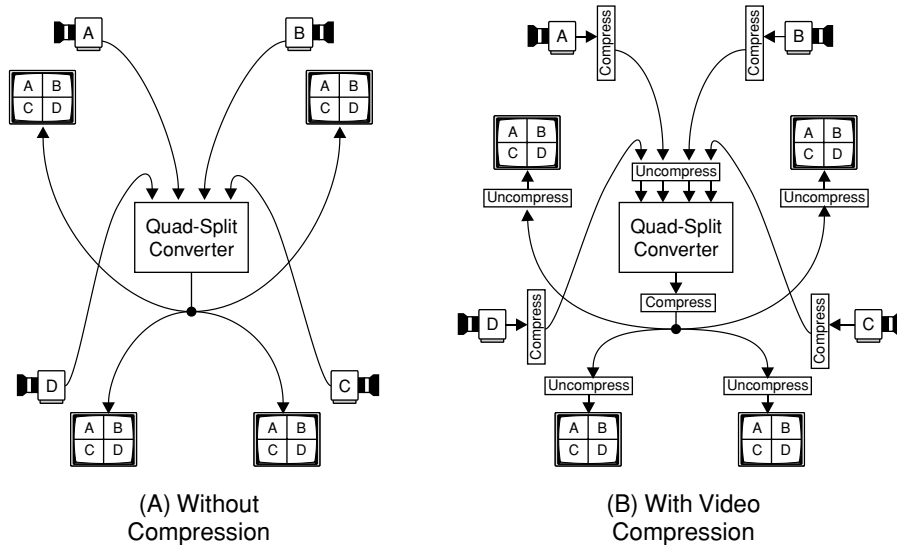 A
B
A B
C D
A B
C D
Quad-Split
Converter
D
C
A B
C D
A B
C D
(A) Without
Compression
A
Compress
Compress
B
A B
C D
A B
C D
Uncompress
Uncompress
Uncompress
Quad-Split
Converter
Compress
D
Compress
Compress
C
Uncompress
Uncompress
A B
C D
A B
C D
(B) With Video
Compression